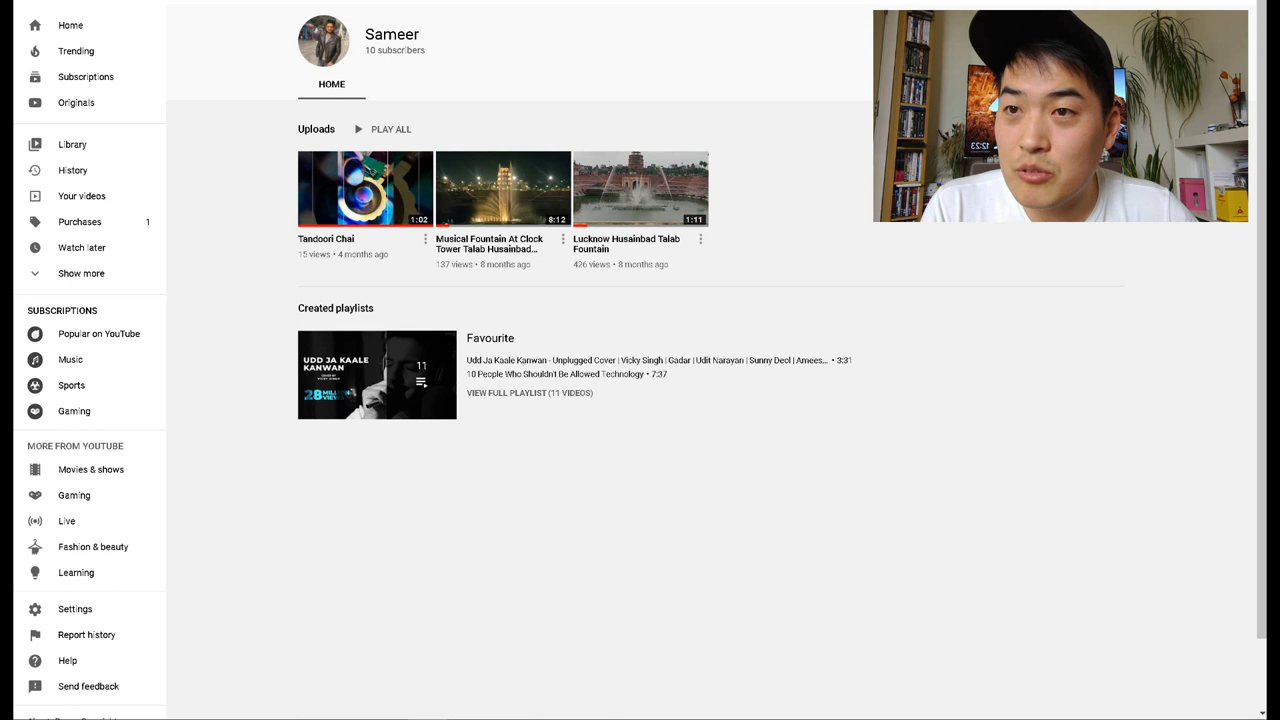 Home
Trending
Subscriptions
Originals
Library
History
Your videos
Purchases 1
Watch later
Show more
SUBSCRIPTIONS
Popular on YouTube
Music
Sports
Gaming
MORE FROM YOUTUBE
Movies & shows
Gaming
Live
Fashion & beauty
Learning
Settings
Report history
Help
Send feedback
Sameer
10 subscribers
HOME
Uploads PLAY ALL
1:02
Tandoori Chai
15 views • 4 months ago
8:12
Musical Fountain At Clock
Tower Talab Husainbad...
137 views • 8 months ago
1:11
Lucknow Husainbad Talab
Fountain
426 views • 8 months ago
Created playlists
UDD JA KAALE
KANWAN
28 MILLION+
VIEWS
11
Favourite
Udd Ja Kaale Kanwan - Unplugged Cover | Vicky Singh | Gadar | Udit Narayan | Sunny Deol | Amees... • 3:31
10 People Who Shouldn't Be Allowed Technology • 7:37
VIEW FULL PLAYLIST (11 VIDEOS)
12:23